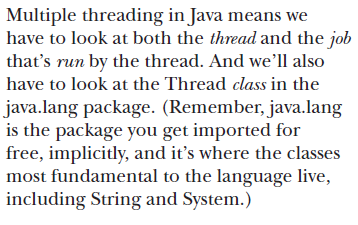 Multiple threading in Java means we
have to look at both the thread and the job
that's run by the thread. And we'll also
have to look at the Thread class in the
java.lang package. (Remember, java.lang
is the package you get imported for
free, implicitly, and it's where the classes
most fundamental to the language live,
including String and System.)